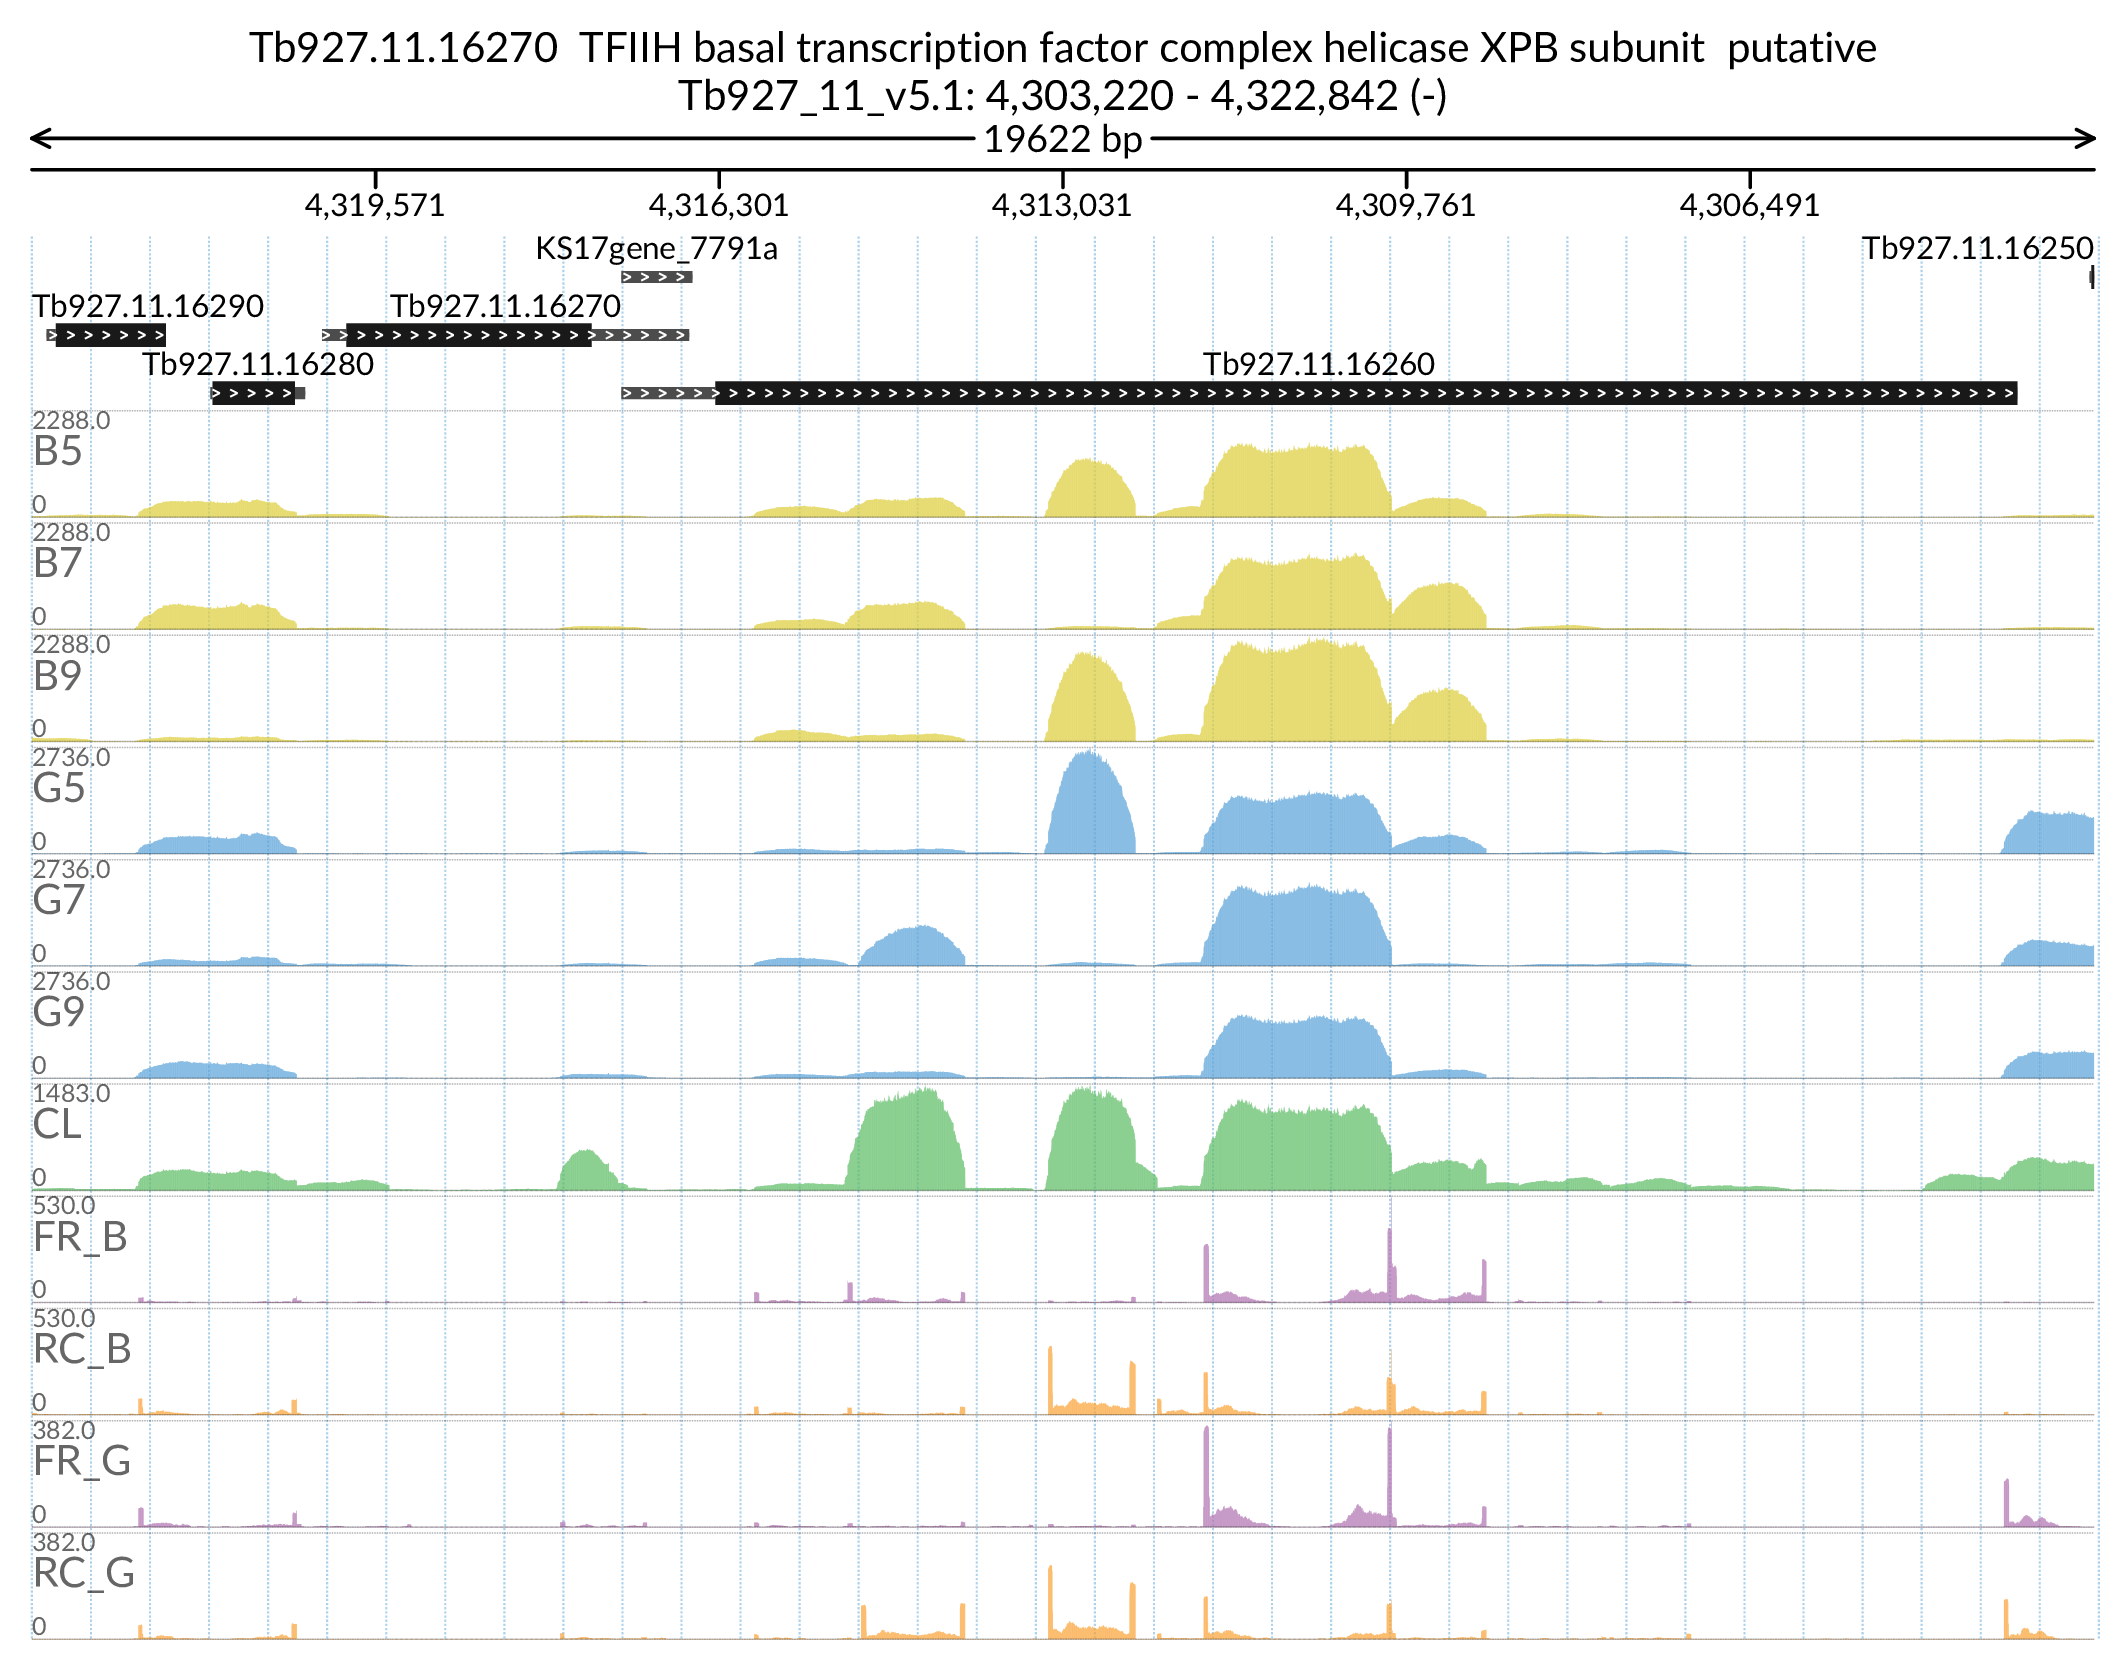 Tb927.11.16270  TFIIH basal transcription factor complex helicase XPB subunit  putative
Tb927_11_v5.1: 4,303,220 - 4,322,842 (-)
19622 bp
4,319,571 4,316,301 4,313,031 4,309,761 4,306,491
KS17gene_7791a Tb927.11.16250
Tb927.11.16290 Tb927.11.16270
Tb927.11.16280 Tb927.11.16260
2288.0
B5
0
2288.0
B7
0
2288.0
B9
0
2736.0
G5
0
2736.0
G7
0
2736.0
G9
0
1483.0
CL
0
530.0
FR_B
0
530.0
RC_B
0
382.0
FR_G
0
382.0
RC_G
0